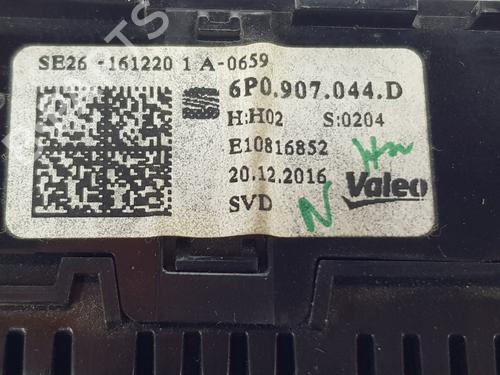 SE26 -161220 1 A-0659
6P0.907.044.D
H:H02 S:0204
E10816852
20.12.2016
SVD
Valeo
N